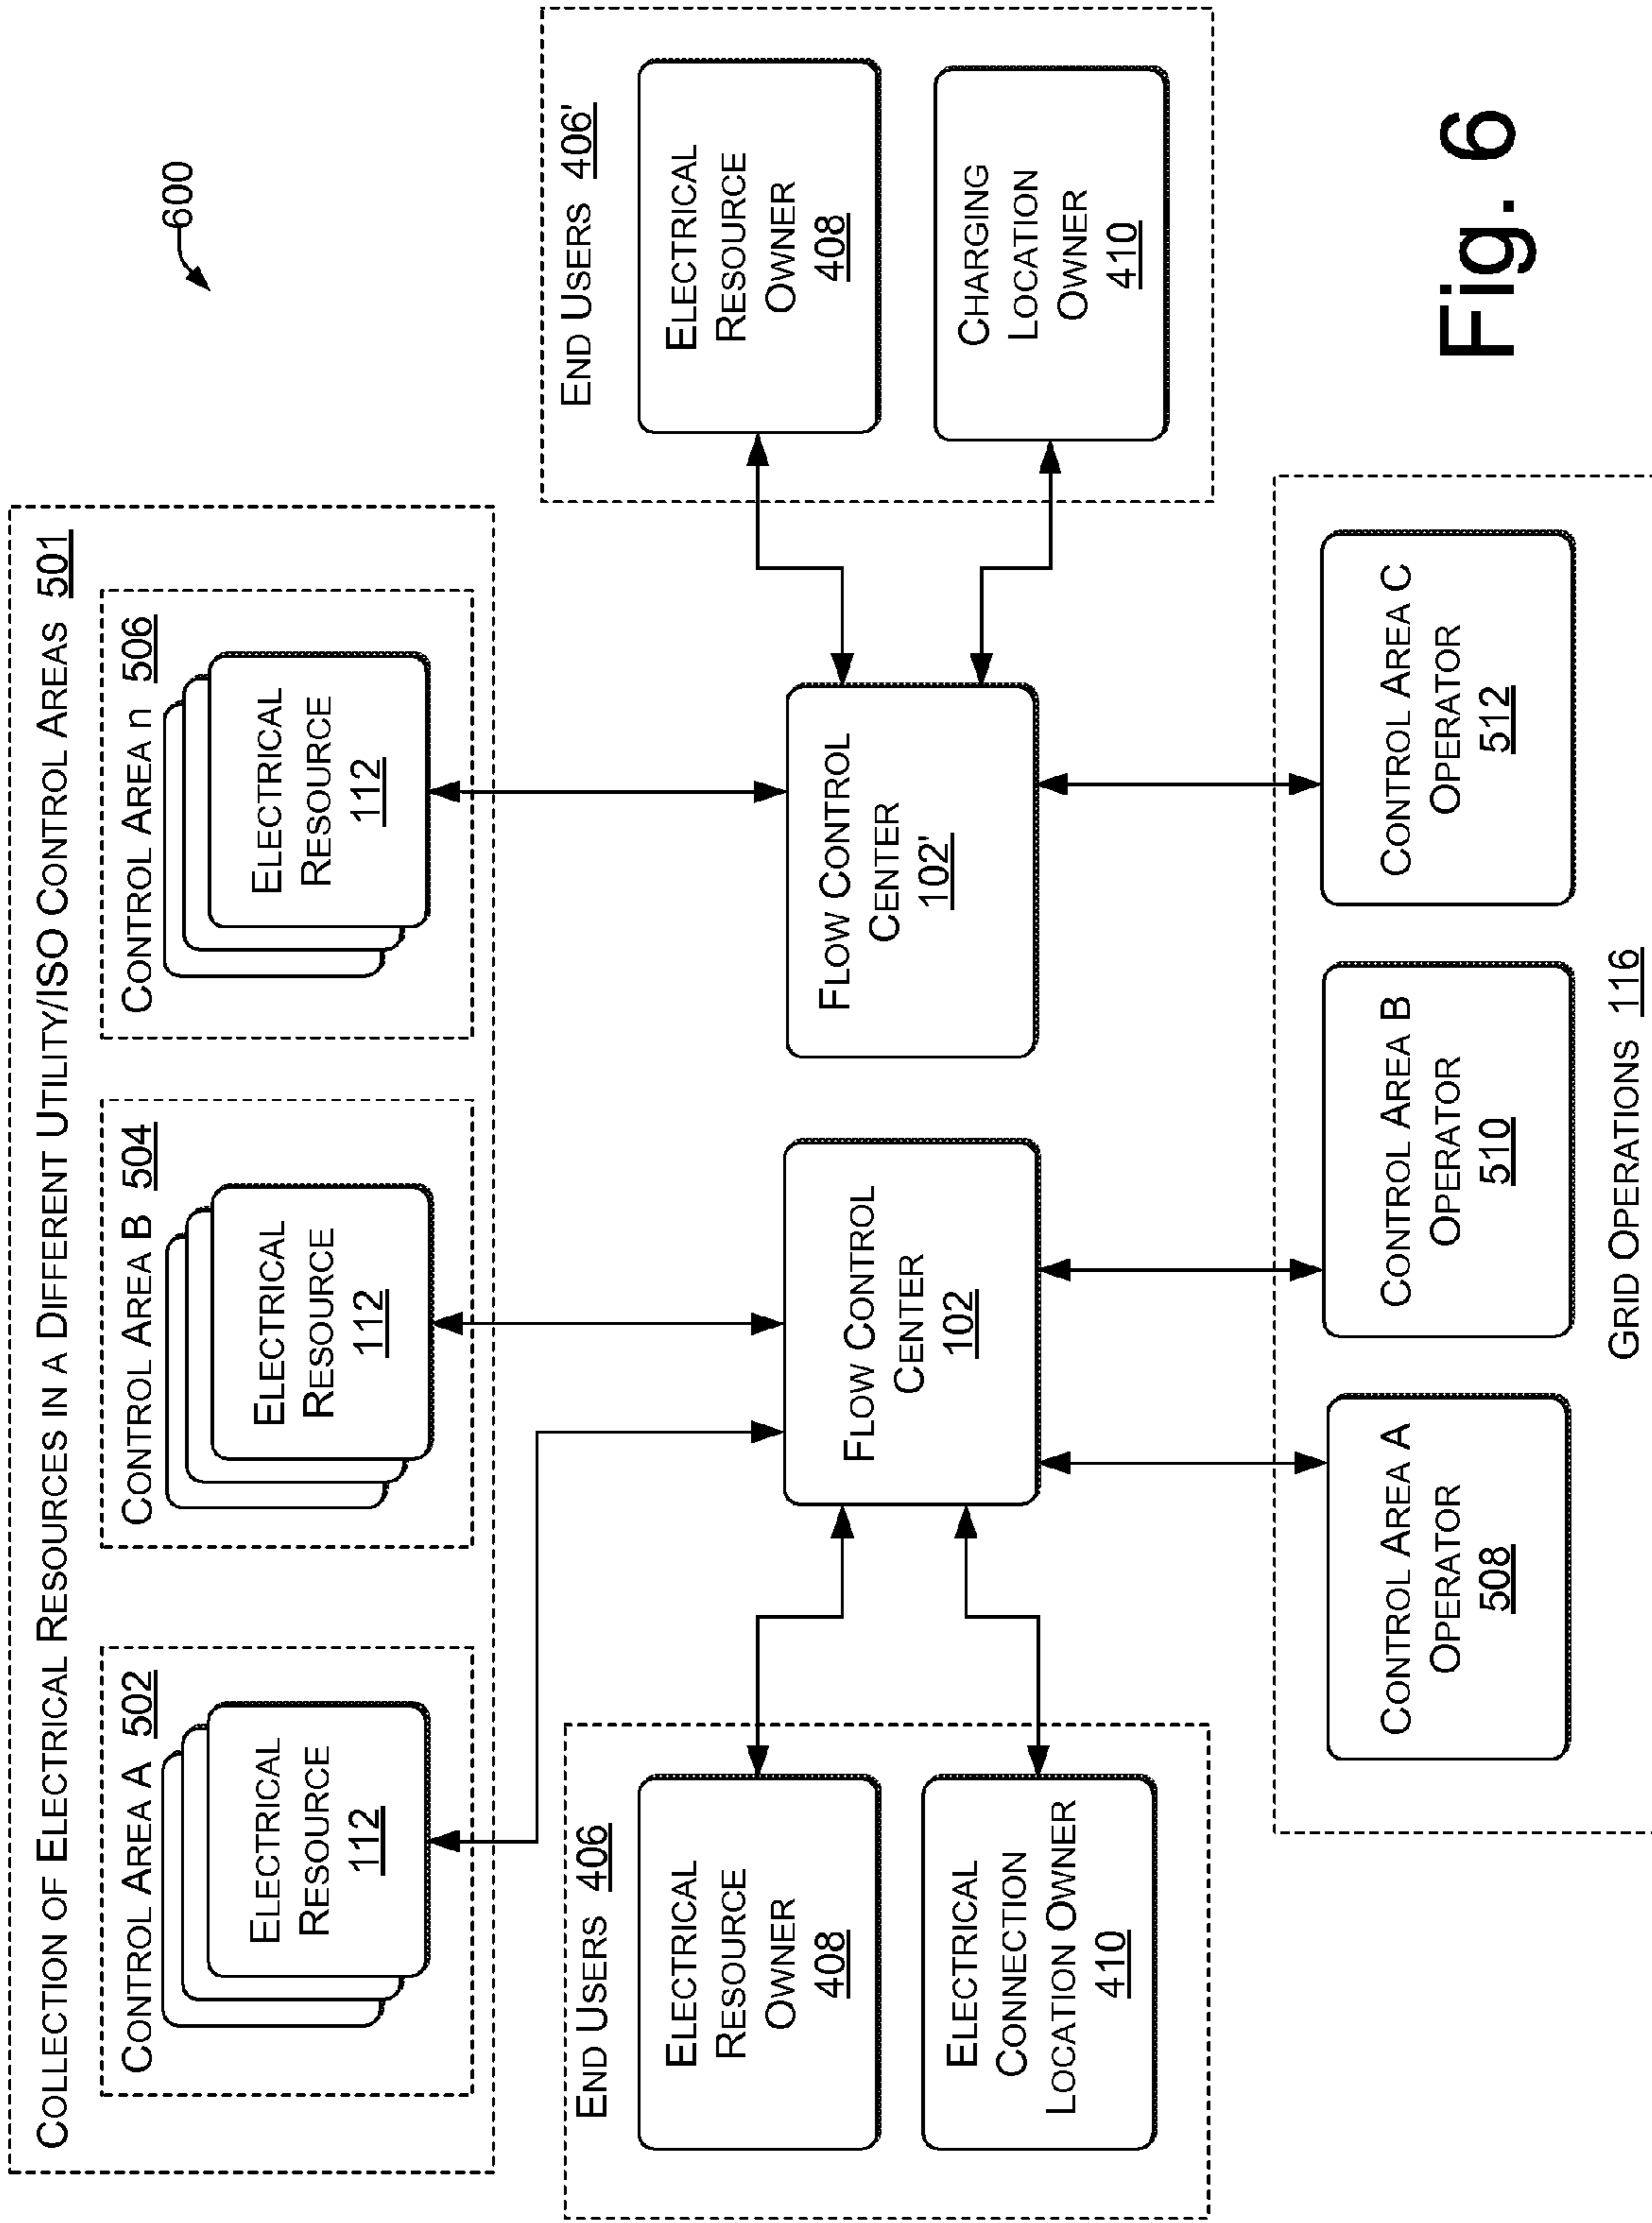 600
COLLECTION OF ELECTRICAL RESOURCES IN A DIFFERENT UTILITY/ISO CONTROL AREAS 501
CONTROL AREA A 502
ELECTRICAL
RESOURCE
112
CONTROL AREA B 504
ELECTRICAL
RESOURCE
112
CONTROL AREA n 506
ELECTRICAL
RESOURCE
112
END USERS 406
ELECTRICAL
RESOURCE
OWNER
408
ELECTRICAL
CONNECTION
LOCATION OWNER
410
FLOW CONTROL
CENTER
102
FLOW CONTROL
CENTER
102'
END USERS 406'
ELECTRICAL
RESOURCE
OWNER
408
CHARGING
LOCATION
OWNER
410
CONTROL AREA A
OPERATOR
508
CONTROL AREA B
OPERATOR
510
CONTROL AREA C
OPERATOR
512
GRID OPERATIONS 116
Fig. 6